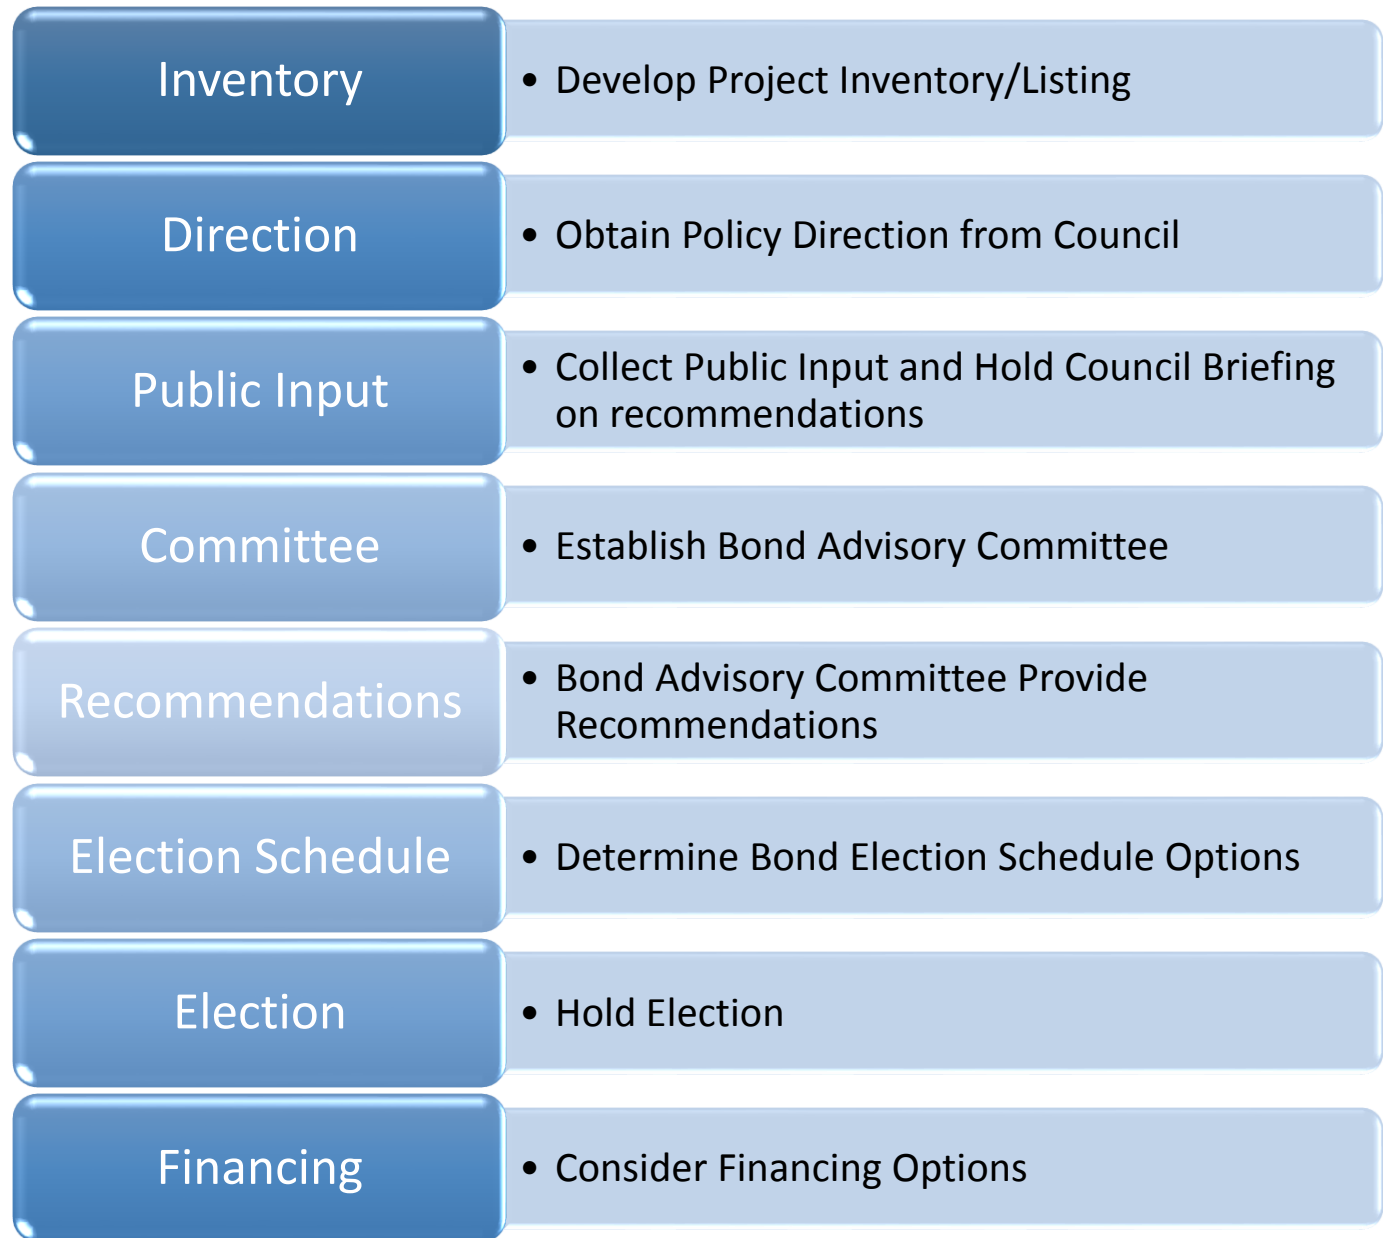 Inventory
• Develop Project Inventory/Listing
Direction
• Obtain Policy Direction from Council
Public Input
• Collect Public Input and Hold Council Briefing
on recommendations
Committee
• Establish Bond Advisory Committee
Recommendations
• Bond Advisory Committee Provide
Recommendations
Election Schedule
• Determine Bond Election Schedule Options
Election
• Hold Election
Financing
• Consider Financing Options